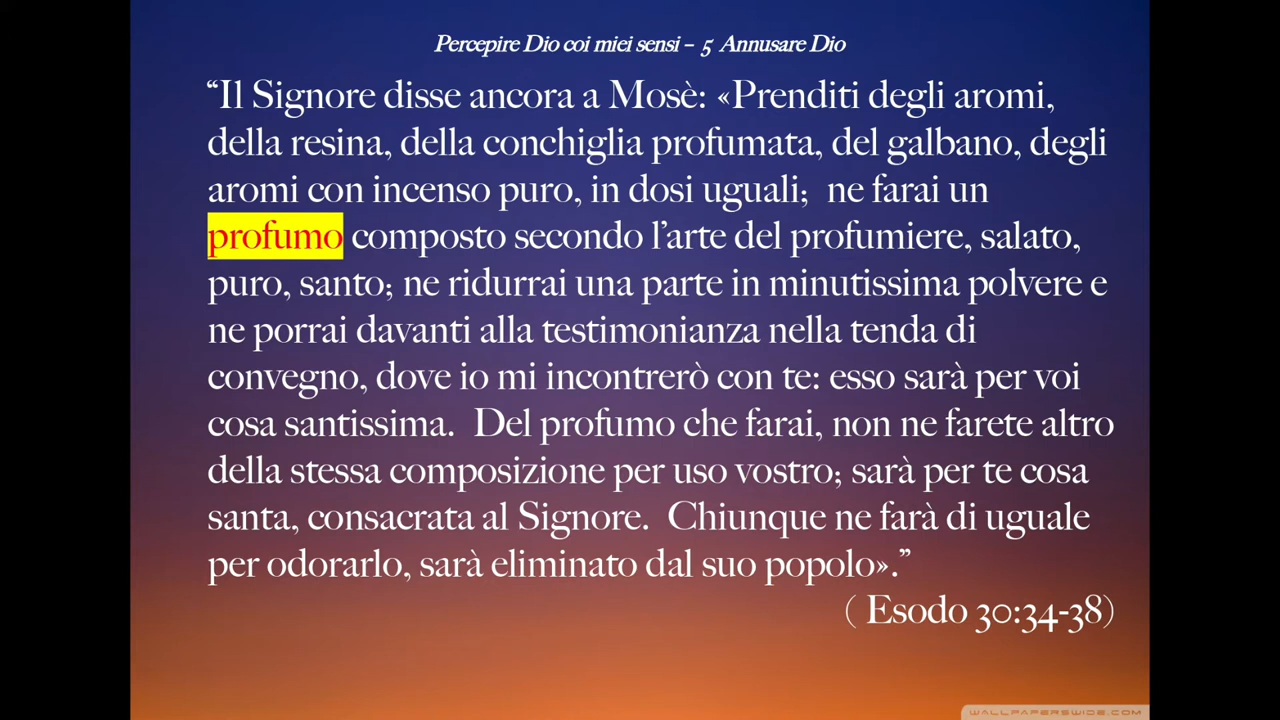 Percepire Dio coi miei sensi – 5 Annusare Dio
“Il Signore disse ancora a Mosè: «Prenditi degli aromi,
della resina, della conchiglia profumata, del galbano, degli
aromi con incenso puro, in dosi uguali; ne farai un
profumo composto secondo l’arte del profumiere, salato,
puro, santo; ne ridurrai una parte in minutissima polvere e
ne porrai davanti alla testimonianza nella tenda di
convegno, dove io mi incontrerò con te: esso sarà per voi
cosa santissima. Del profumo che farai, non ne farete altro
della stessa composizione per uso vostro; sarà per te cosa
santa, consacrata al Signore. Chiunque ne farà di uguale
per odorarlo, sarà eliminato dal suo popolo».”
( Esodo 30:34-38)
WALLPAPERSWIDE.COM